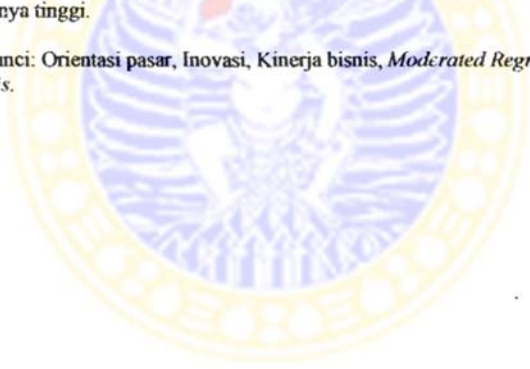 nya tinggi.
unci: Orientasi pasar, Inovasi, Kinerja bisnis, Moderated Regr
is.